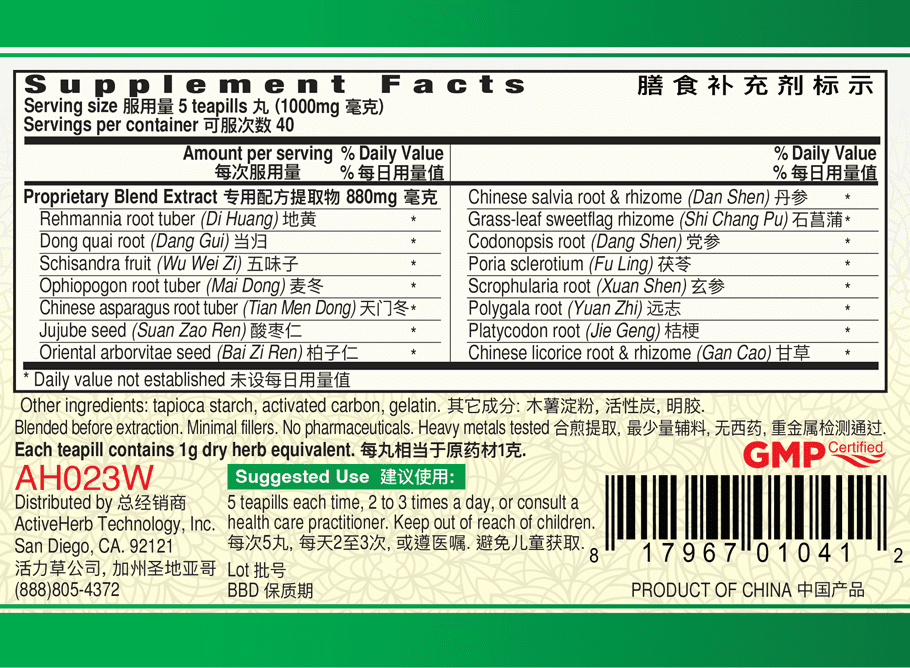 Supplement Facts 膳食补充剂标示
Serving size 服用量 5 teapills 丸 (1000mg 毫克)
Servings per container 可服次数 40
Amount per serving % Daily Value
每次服用量 % 每日用量值
% Daily Value
% 每日用量值
Proprietary Blend Extract 专用配方提取物 880mg 毫克
Rehmannia root tuber (Di Huang) 地黄 *
Dong quai root (Dang Gui) 当归 *
Schisandra fruit (Wu Wei Zi) 五味子 *
Ophiopogon root tuber (Mai Dong) 麦冬 *
Chinese asparagus root tuber (Tian Men Dong) 天门冬*
Jujube seed (Suan Zao Ren) 酸枣仁 *
Oriental arborvitae seed (Bai Zi Ren) 柏子仁 *
Chinese salvia root & rhizome (Dan Shen) 丹参 *
Grass-leaf sweetflag rhizome (Shi Chang Pu) 石菖蒲*
Codonopsis root (Dang Shen) 党参 *
Poria sclerotium (Fu Ling) 茯苓 *
Scrophularia root (Xuan Shen) 玄参 *
Polygala root (Yuan Zhi) 远志 *
Platycodon root (Jie Geng) 桔梗 *
Chinese licorice root & rhizome (Gan Cao) 甘草 *
* Daily value not established 未设每日用量值
Other ingredients: tapioca starch, activated carbon, gelatin. 其它成分: 木薯淀粉, 活性炭, 明胶.
Blended before extraction. Minimal fillers. No pharmaceuticals. Heavy metals tested 合煎提取, 最少量辅料, 无西药, 重金属检测通过.
Each teapill contains 1g dry herb equivalent. 每丸相当于原药材1克.
GMP Certified
AH023W
Distributed by 总经销商
ActiveHerb Technology, Inc.
San Diego, CA. 92121
活力草公司, 加州圣地亚哥
(888)805-4372
Suggested Use 建议使用:
5 teapills each time, 2 to 3 times a day, or consult a
health care practitioner. Keep out of reach of children.
每次5丸, 每天2至3次, 或遵医嘱. 避免儿童获取.
Lot 批号
BBD 保质期
8 17967 01041 2
PRODUCT OF CHINA 中国产品